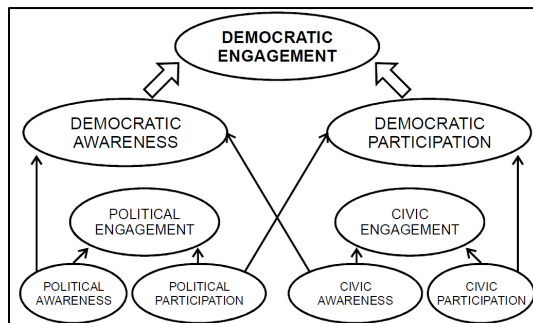 DEMOCRATIC
ENGAGEMENT
DEMOCRATIC
AWARENESS
DEMOCRATIC
PARTICIPATION
POLITICAL
ENGAGEMENT
CIVIC
ENGAGEMENT
POLITICAL
AWARENESS
POLITICAL
PARTICIPATION
CIVIC
AWARENESS
CIVIC
PARTICIPATION